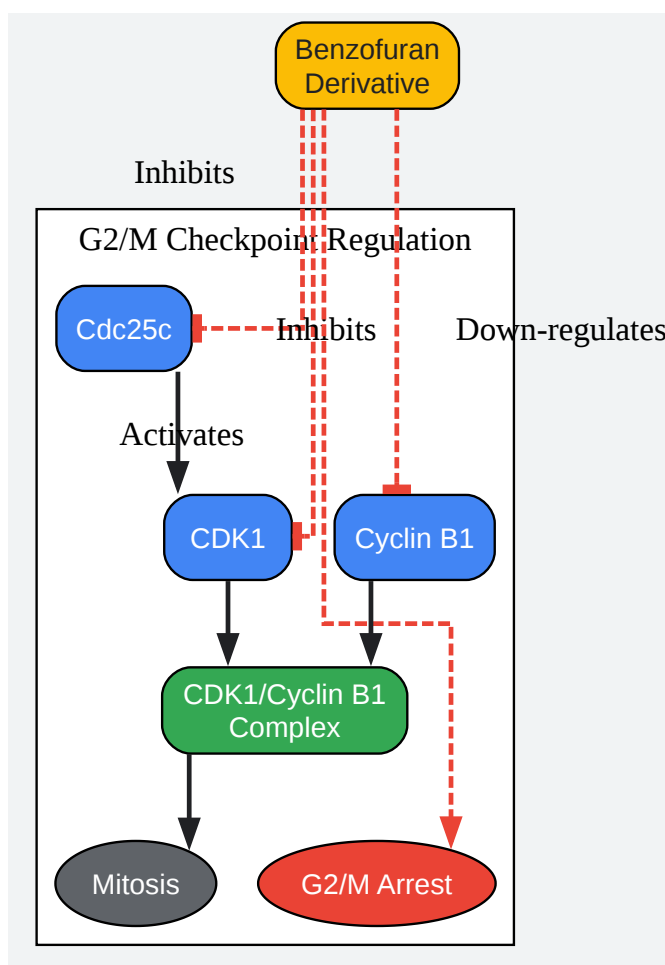 Benzofuran
Derivative
Inhibits
G2/M Checkpoint Regulation
Cdc25c
Inhibits
Down-regulates
Activates
CDK1
Cyclin B1
CDK1/Cyclin B1
Complex
Mitosis
G2/M Arrest